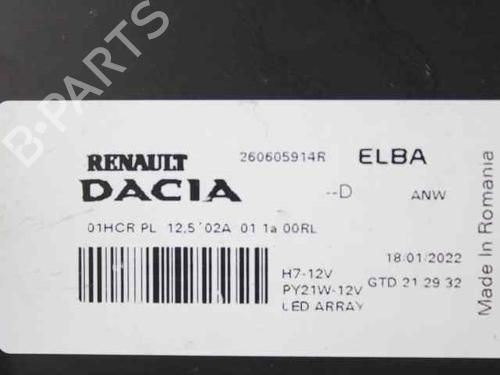 B-PARTS
RENAULT 260605914R ELBA
DACIA --D ANW
01HCR PL 12,5´02A 01 1a 00RL
18.01.2022
H7-12V
PY21W-12V GTD 21 29 32
LED ARRAY
Made In Romania